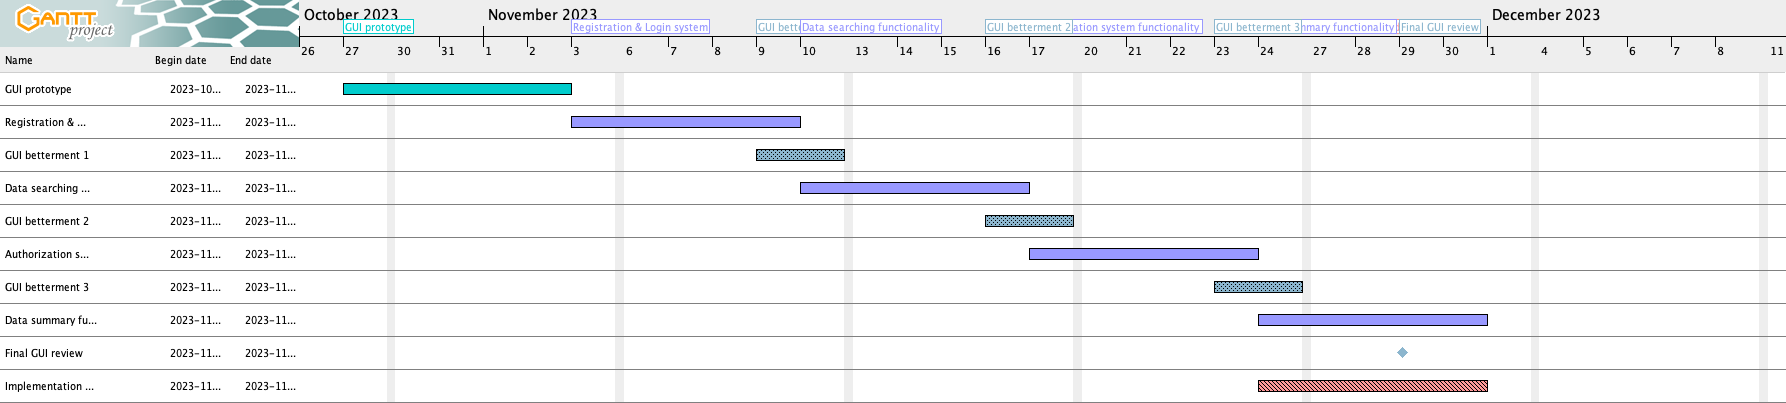 GANTT
project
October 2023
November 2023
December 2023
GUI prototype
Registration & Login system
GUI bett
Data searching functionality
GUI betterment 2
ation system functionality
GUI betterment 3
mary functionality
Final GUI review
26 27 30 31 1 2 3 6 7 8 9 10 13 14 15 16 17 20 21 22 23 24 27 28 29 30 1 4 5 6 7 8 11
Name Begin date End date
GUI prototype 2023-10... 2023-11...
Registration & ... 2023-11... 2023-11...
GUI betterment 1 2023-11... 2023-11...
Data searching ... 2023-11... 2023-11...
GUI betterment 2 2023-11... 2023-11...
Authorization s... 2023-11... 2023-11...
GUI betterment 3 2023-11... 2023-11...
Data summary fu... 2023-11... 2023-11...
Final GUI review 2023-11... 2023-11...
Implementation ... 2023-11... 2023-11...